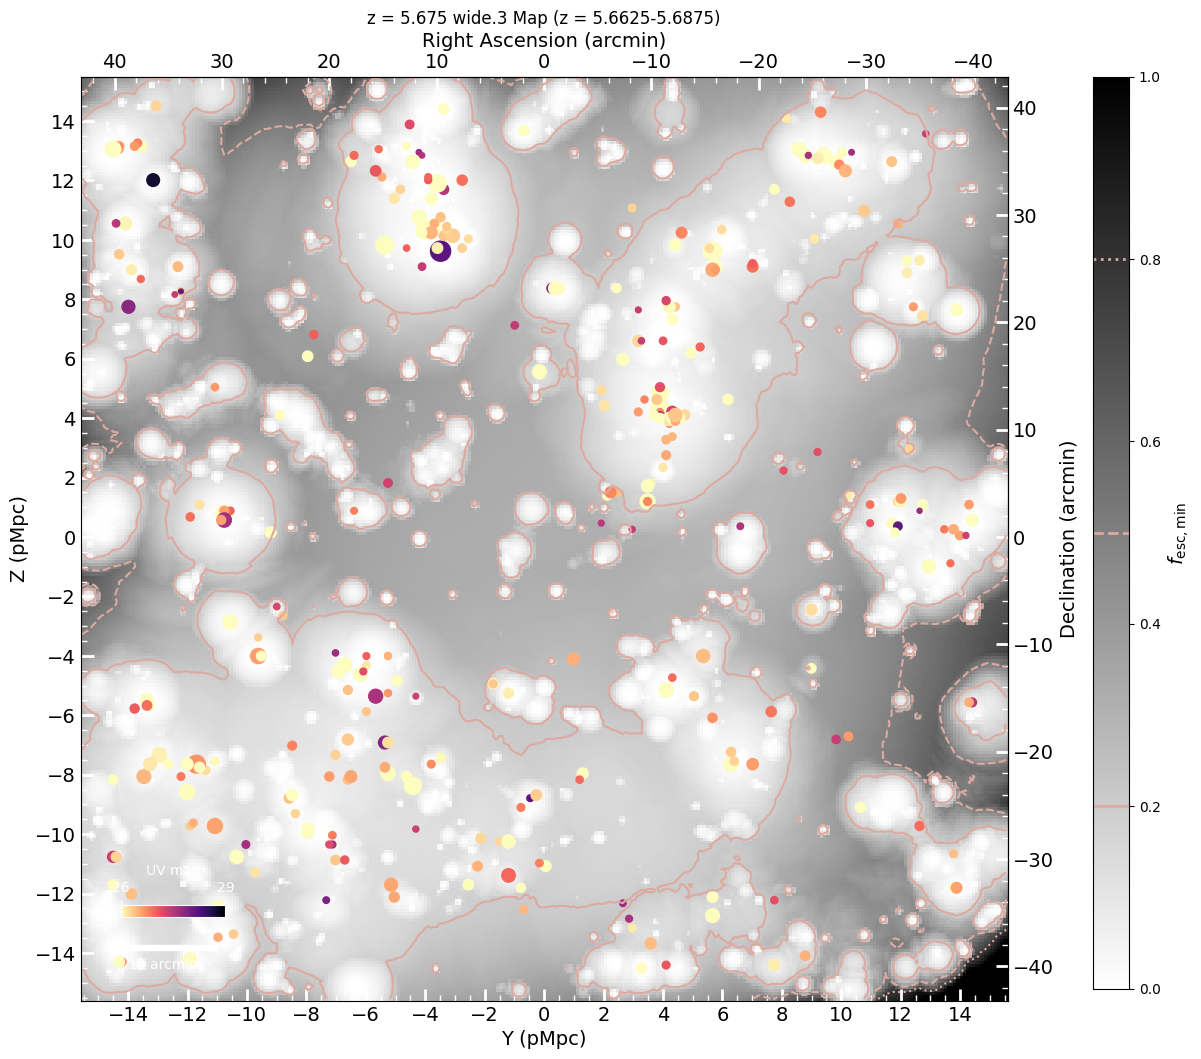 z = 5.675 wide.3 Map (z = 5.6625-5.6875)
Right Ascension (arcmin)
40 30 20 10 0 −10 −20 −30 −40
14 12 10 8 6 4 2 0 −2 −4 −6 −8 −10 −12 −14
Z (pMpc)
40 30 20 10 0 −10 −20 −30 −40
Declination (arcmin)
1.0 0.8 0.6 0.4 0.2 0.0
f_esc,min
UV m
26 29
10 arcmin
−14 −12 −10 −8 −6 −4 −2 0 2 4 6 8 10 12 14
Y (pMpc)